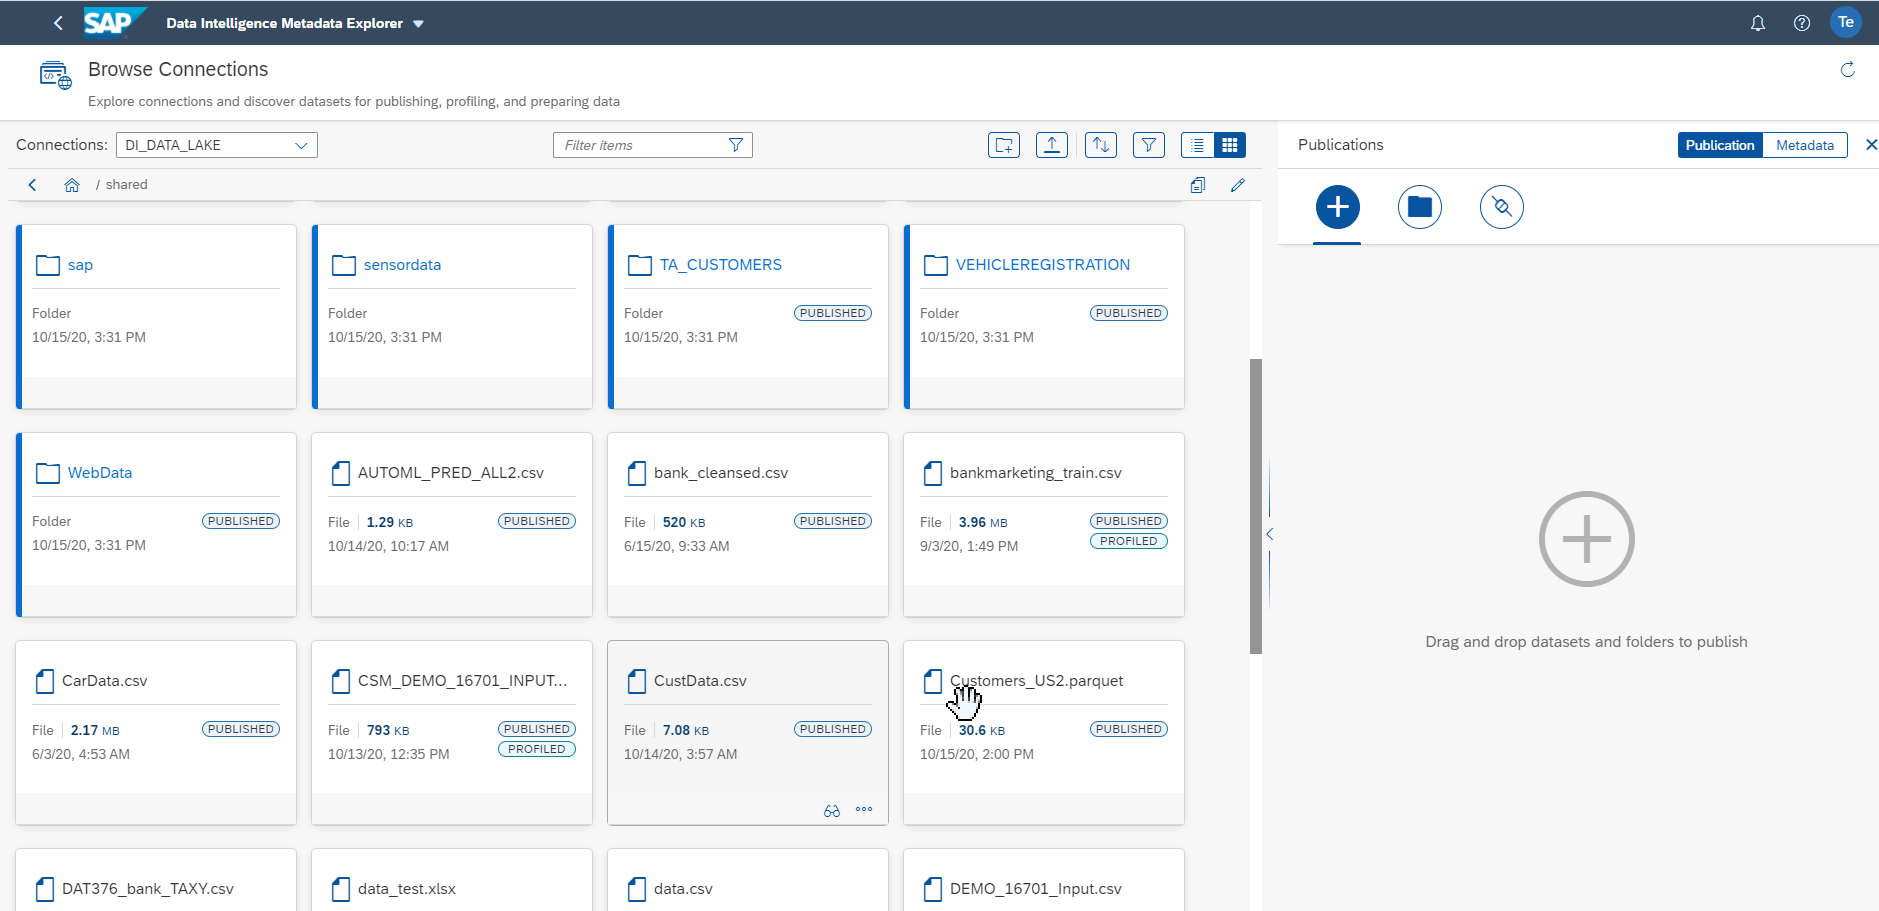 SAP Data Intelligence Metadata Explorer
Te
Browse Connections
Explore connections and discover datasets for publishing, profiling, and preparing data
Connections: DI_DATA_LAKE
Filter items
/ shared
sap
Folder
10/15/20, 3:31 PM
sensordata
Folder
10/15/20, 3:31 PM
TA_CUSTOMERS
Folder PUBLISHED
10/15/20, 3:31 PM
VEHICLEREGISTRATION
Folder PUBLISHED
10/15/20, 3:31 PM
WebData
Folder PUBLISHED
10/15/20, 3:31 PM
AUTOML_PRED_ALL2.csv
File 1.29 KB PUBLISHED
10/14/20, 10:17 AM
bank_cleansed.csv
File 520 KB PUBLISHED
6/15/20, 9:33 AM
bankmarketing_train.csv
File 3.96 MB PUBLISHED
9/3/20, 1:49 PM PROFILED
CarData.csv
File 2.17 MB PUBLISHED
6/3/20, 4:53 AM
CSM_DEMO_16701_INPUT...
File 793 KB PUBLISHED
10/13/20, 12:35 PM PROFILED
CustData.csv
File 7.08 KB PUBLISHED
10/14/20, 3:57 AM
Customers_US2.parquet
File 30.6 KB PUBLISHED
10/15/20, 2:00 PM
DAT376_bank_TAXY.csv
data_test.xlsx
data.csv
DEMO_16701_Input.csv
Publications
Publication Metadata
Drag and drop datasets and folders to publish